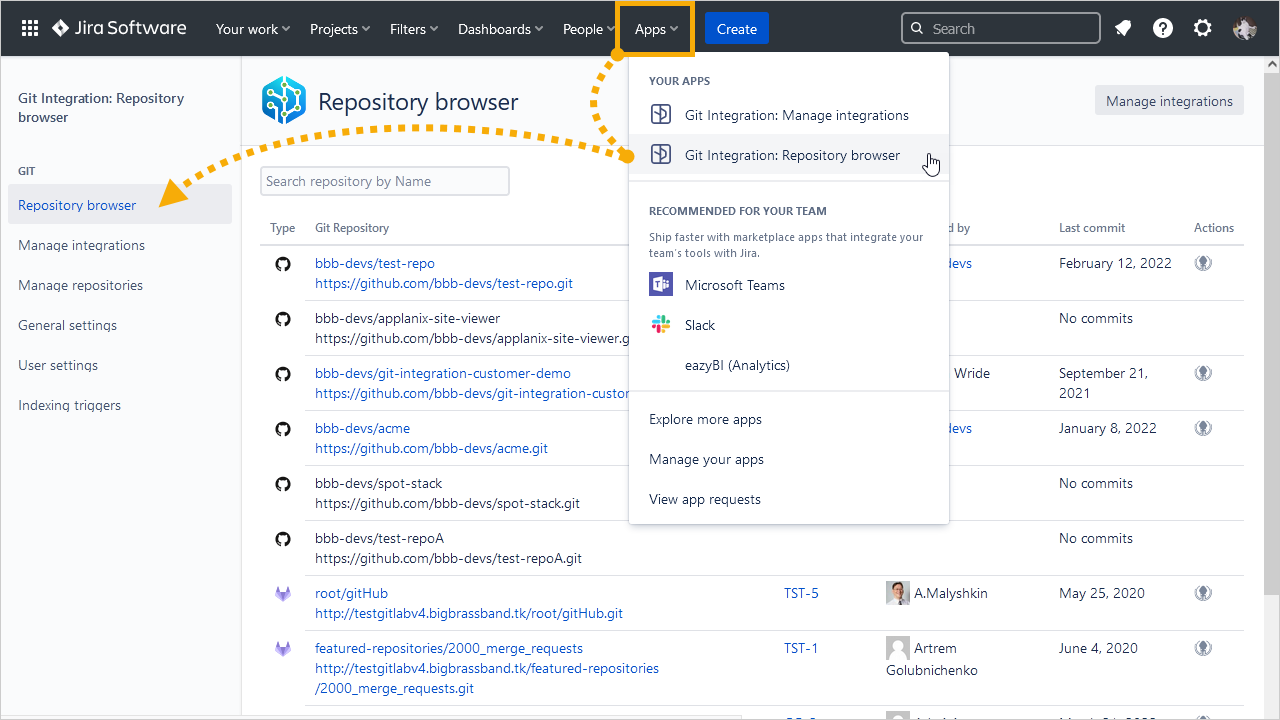 Jira Software
Your work
Projects
Filters
Dashboards
People
Apps
Create
Search
Git Integration: Repository
browser
GIT
Repository browser
Manage integrations
Manage repositories
General settings
User settings
Indexing triggers
Repository browser
Manage integrations
Search repository by Name
YOUR APPS
Git Integration: Manage integrations
Git Integration: Repository browser
RECOMMENDED FOR YOUR TEAM
Ship faster with marketplace apps that integrate your
team's tools with Jira.
Microsoft Teams
Slack
eazyBI (Analytics)
Explore more apps
Manage your apps
View app requests
Type Git Repository d by Last commit Actions
bbb-devs/test-repo devs February 12, 2022
https://github.com/bbb-devs/test-repo.git
bbb-devs/applanix-site-viewer No commits
https://github.com/bbb-devs/applanix-site-viewer.g
bbb-devs/git-integration-customer-demo Wride September 21,
https://github.com/bbb-devs/git-integration-custor 2021
bbb-devs/acme devs January 8, 2022
https://github.com/bbb-devs/acme.git
bbb-devs/spot-stack No commits
https://github.com/bbb-devs/spot-stack.git
bbb-devs/test-repoA No commits
https://github.com/bbb-devs/test-repoA.git
root/gitHub TST-5 A.Malyshkin May 25, 2020
http://testgitlabv4.bigbrassband.tk/root/gitHub.git
featured-repositories/2000_merge_requests TST-1 Artrem June 4, 2020
http://testgitlabv4.bigbrassband.tk/featured-repositories Golubnichenko
/2000_merge_requests.git